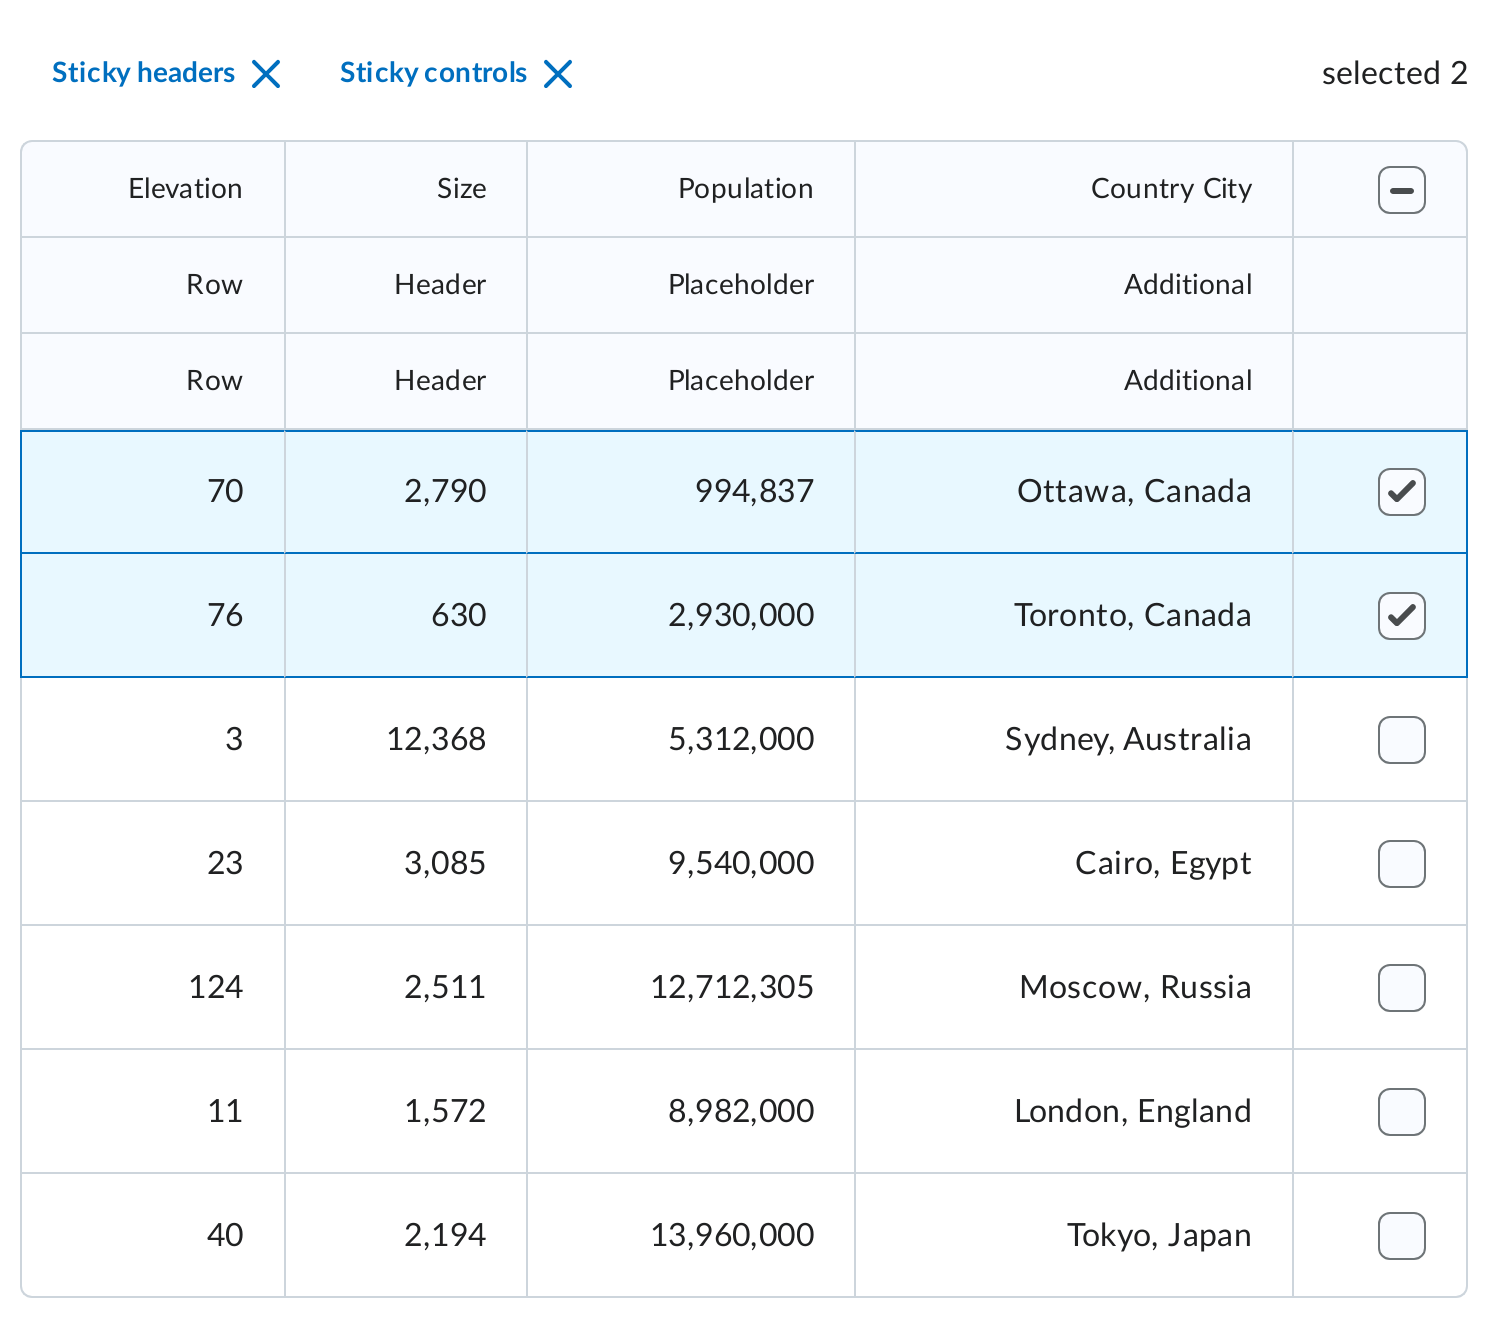 Sticky headers Sticky controls selected 2
Elevation Size Population Country City
Row Header Placeholder Additional
Row Header Placeholder Additional
70 2,790 994,837 Ottawa, Canada
76 630 2,930,000 Toronto, Canada
3 12,368 5,312,000 Sydney, Australia
23 3,085 9,540,000 Cairo, Egypt
124 2,511 12,712,305 Moscow, Russia
11 1,572 8,982,000 London, England
40 2,194 13,960,000 Tokyo, Japan